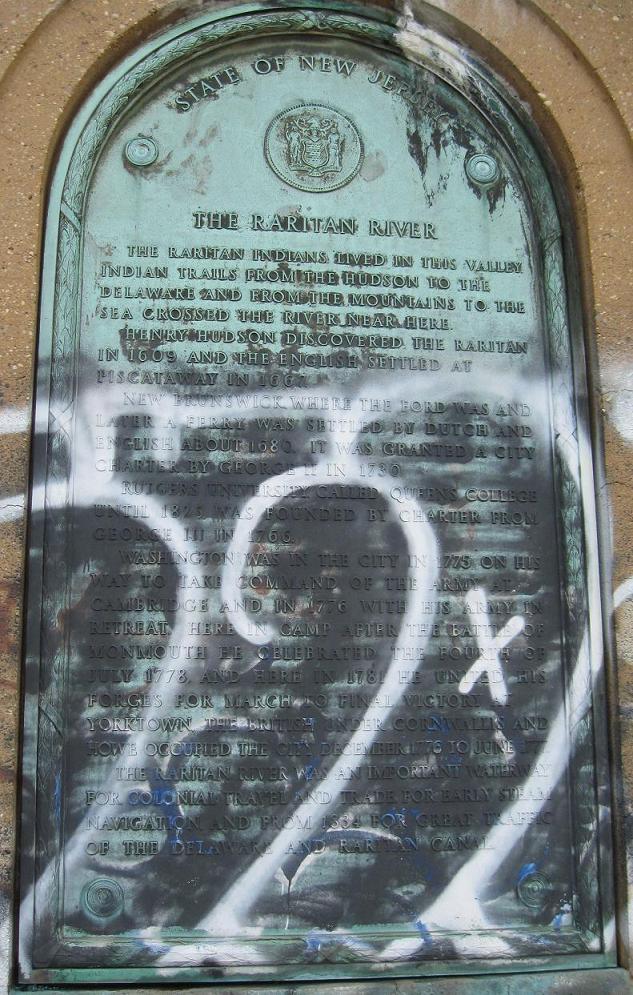 STATE OF NEW JERSEY
THE RARITAN RIVER
THE RARITAN INDIANS LIVED IN THIS VALLEY
INDIAN TRAILS FROM THE HUDSON TO THE
DELAWARE AND FROM THE MOUNTAINS TO THE
SEA CROSSED THE RIVER NEAR HERE.
HENRY HUDSON DISCOVERED THE RARITAN
IN 1609 AND THE ENGLISH SETTLED AT
PISCATAWAY IN 1667
NEW BRUNSWICK WHERE THE FORD WAS AND
LATER A FERRY WAS SETTLED BY DUTCH AND
ENGLISH ABOUT 1680. IT WAS GRANTED A CITY
CHARTER BY GEORGE II IN 1730
RUTGERS UNIVERSITY CALLED QUEENS COLLEGE
UNTIL 1825 WAS FOUNDED BY CHARTER FROM
GEORGE III IN 1766.
WASHINGTON WAS IN THE CITY IN 1775 ON HIS
WAY TO TAKE COMMAND OF THE ARMY AT
CAMBRIDGE AND IN 1776 WITH HIS ARMY IN
RETREAT. HERE IN CAMP AFTER THE BATTLE OF
MONMOUTH HE CELEBRATED THE FOURTH OF
JULY 1778 AND HERE IN 1781 HE UNITED HIS
FORCES FOR MARCH TO FINAL VICTORY AT
YORKTOWN. THE BRITISH UNDER CORNWALLIS AND
HOWE OCCUPIED THE CITY DECEMBER 1776 TO JUNE
THE RARITAN RIVER WAS AN IMPORTANT WATERWAY
FOR COLONIAL TRAVEL AND TRADE FOR EARLY STEAM
NAVIGATION AND FROM 1834 FOR GREAT TRAFFIC
OF THE DELAWARE AND RARITAN CANAL